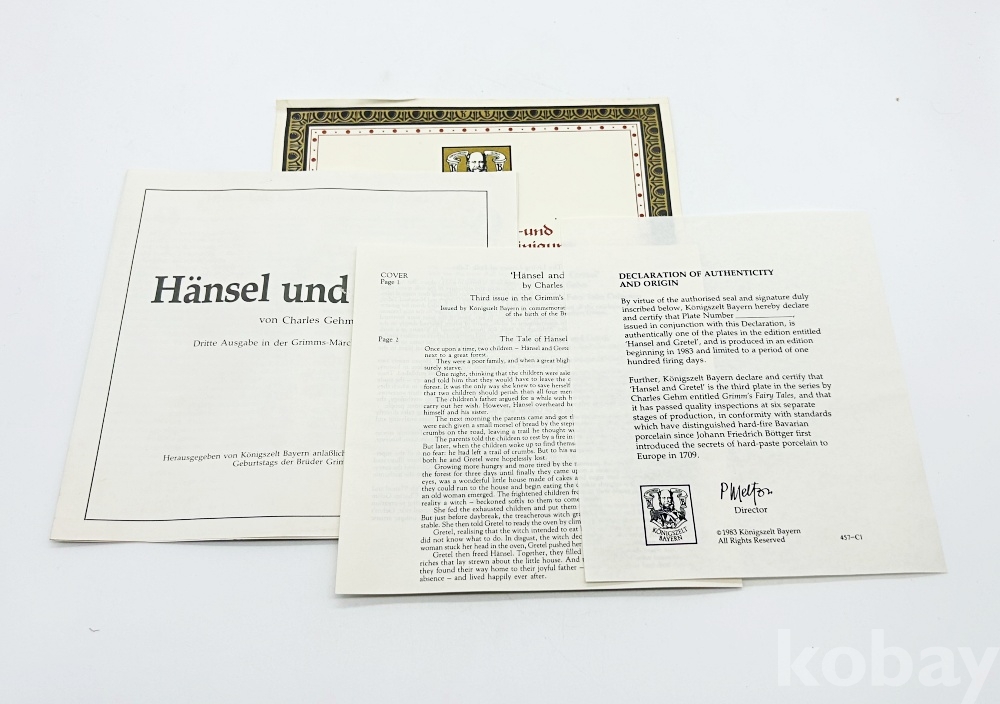 -und
Hänsel und
von Charles Gehm
Dritte Ausgabe in der Grimms-Märc
Herausgegeben von Königszelt Bayern anläßlich
Geburtstags der Brüder Grim
COVER
Page 1
'Hansel and
by Charles
Third issue in the Grimm's
Issued by Königszelt Bayern in commemorat
of the birth of the Br
Page 2
The Tale of Hansel
Once upon a time, two children – Hänsel and Grete
next to a great forest.
They were a poor family, and when a great bligh
surely starve.
One night, thinking that the children were asle
and told him that they would have to leave the c
forest. It was the only way she knew to save herself
that two children should perish than all four mer
The children's father argued for a while with h
carry out her wish. However, Hänsel overheard he
himself and his sister.
The next morning the parents came and got th
were each given a small morsel of bread by the step
crumbs on the road, leaving a trail he thought w
The parents told the children to rest by a fire in
But later, when the children woke up to find thems
no fear: he had left a trail of crumbs. But to his su
both he and Gretel were hopelessly lost.
Growing more hungry and more tired by the r
the forest for three days until finally they came up
eyes, was a wonderful little house made of cakes a
they could run to the house and begin eating the c
an old woman emerged. The frightened children fro
reality a witch – beckoned softly to them to come
She fed the exhausted children and put them
But just before daybreak, the treacherous witch gr
stable. She then told Gretel to ready the oven by clim
Gretel, realising that the witch intended to eat
did not know what to do. In disgust, the witch dec
woman stuck her head in the oven, Gretel pushed her
Gretel then freed Hänsel. Together, they filled
riches that lay strewn about the little house. And t
they found their way home to their joyful father –
absence – and lived happily ever after.
DECLARATION OF AUTHENTICITY
AND ORIGIN
By virtue of the authorised seal and signature duly
inscribed below, Königszelt Bayern hereby declare
and certify that Plate Number ____________,
issued in conjunction with this Declaration, is
authentically one of the plates in the edition entitled
'Hansel and Gretel', and is produced in an edition
beginning in 1983 and limited to a period of one
hundred firing days.
Further, Königszelt Bayern declare and certify that
'Hansel and Gretel' is the third plate in the series by
Charles Gehm entitled Grimm's Fairy Tales, and that
it has passed quality inspections at six separate
stages of production, in conformity with standards
which have distinguished hard-fire Bavarian
porcelain since Johann Friedrich Böttger first
introduced the secrets of hard-paste porcelain to
Europe in 1709.
PMelton
Director
KÖNIGSZELT
BAYERN
©1983 Königszelt Bayern
All Rights Reserved
457-C1
kobay